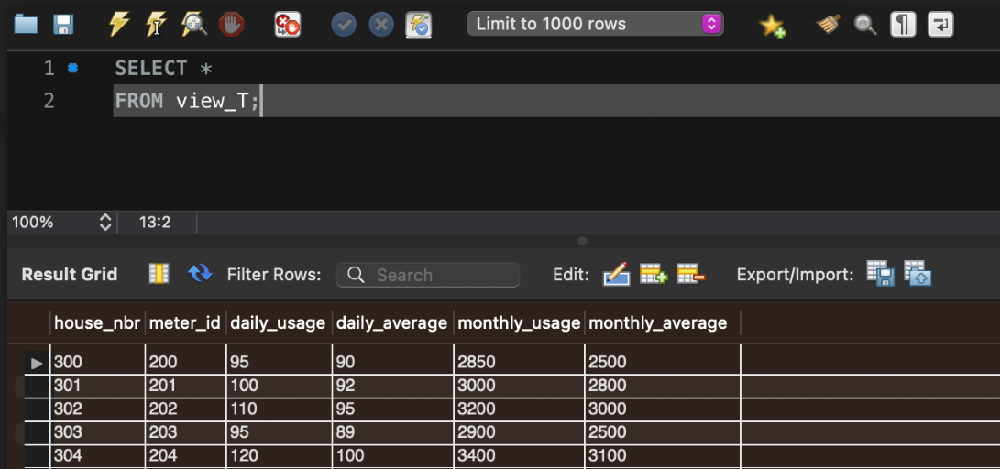 Limit to 1000 rows
1 SELECT *
2 FROM view_T;
100% 13:2
Result Grid Filter Rows: Search Edit: Export/Import:
house_nbr meter_id daily_usage daily_average monthly_usage monthly_average
300 200 95 90 2850 2500
301 201 100 92 3000 2800
302 202 110 95 3200 3000
303 203 95 89 2900 2500
304 204 120 100 3400 3100